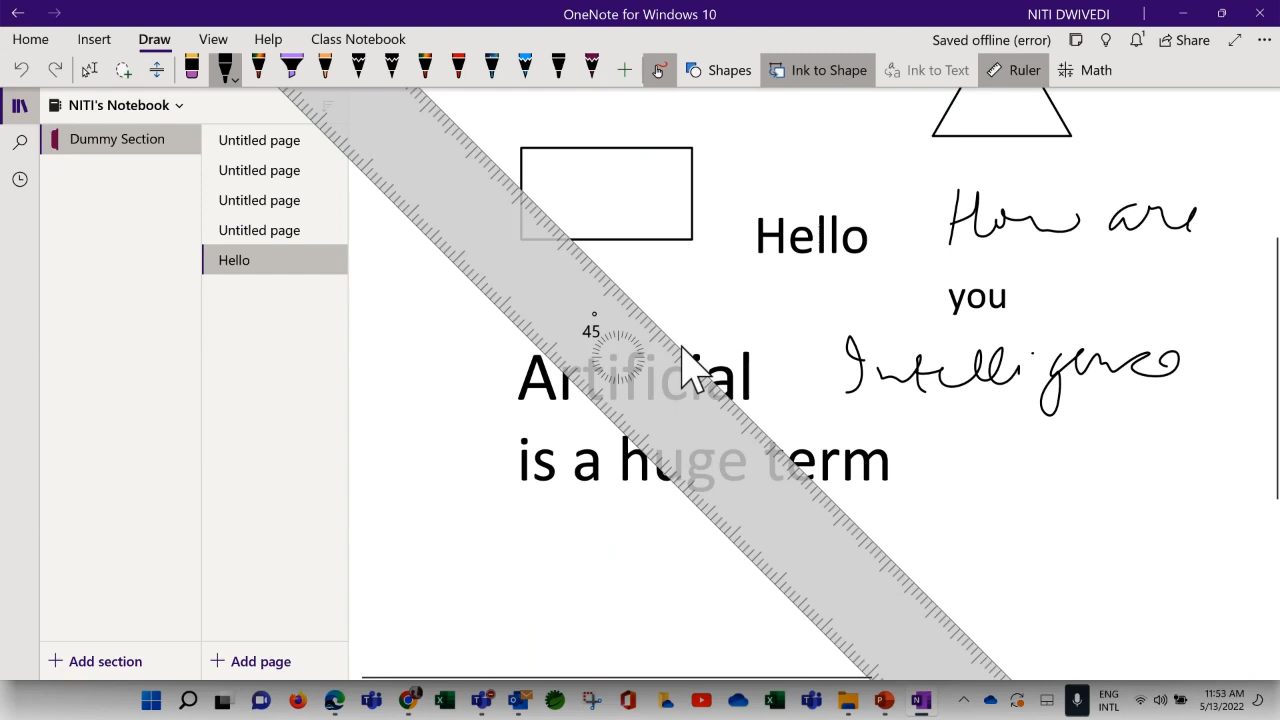 OneNote for Windows 10
NITI DWIVEDI
Home Insert Draw View Help Class Notebook
Saved offline (error) 1 Share
Shapes Ink to Shape Ink to Text Ruler Math
NITI's Notebook
Dummy Section
Untitled page
Untitled page
Untitled page
Untitled page
Hello
Hello How are
you
°
45
Artificial Intelligence
is a huge term
Add section
Add page
ENG
INTL
11:53 AM
5/13/2022